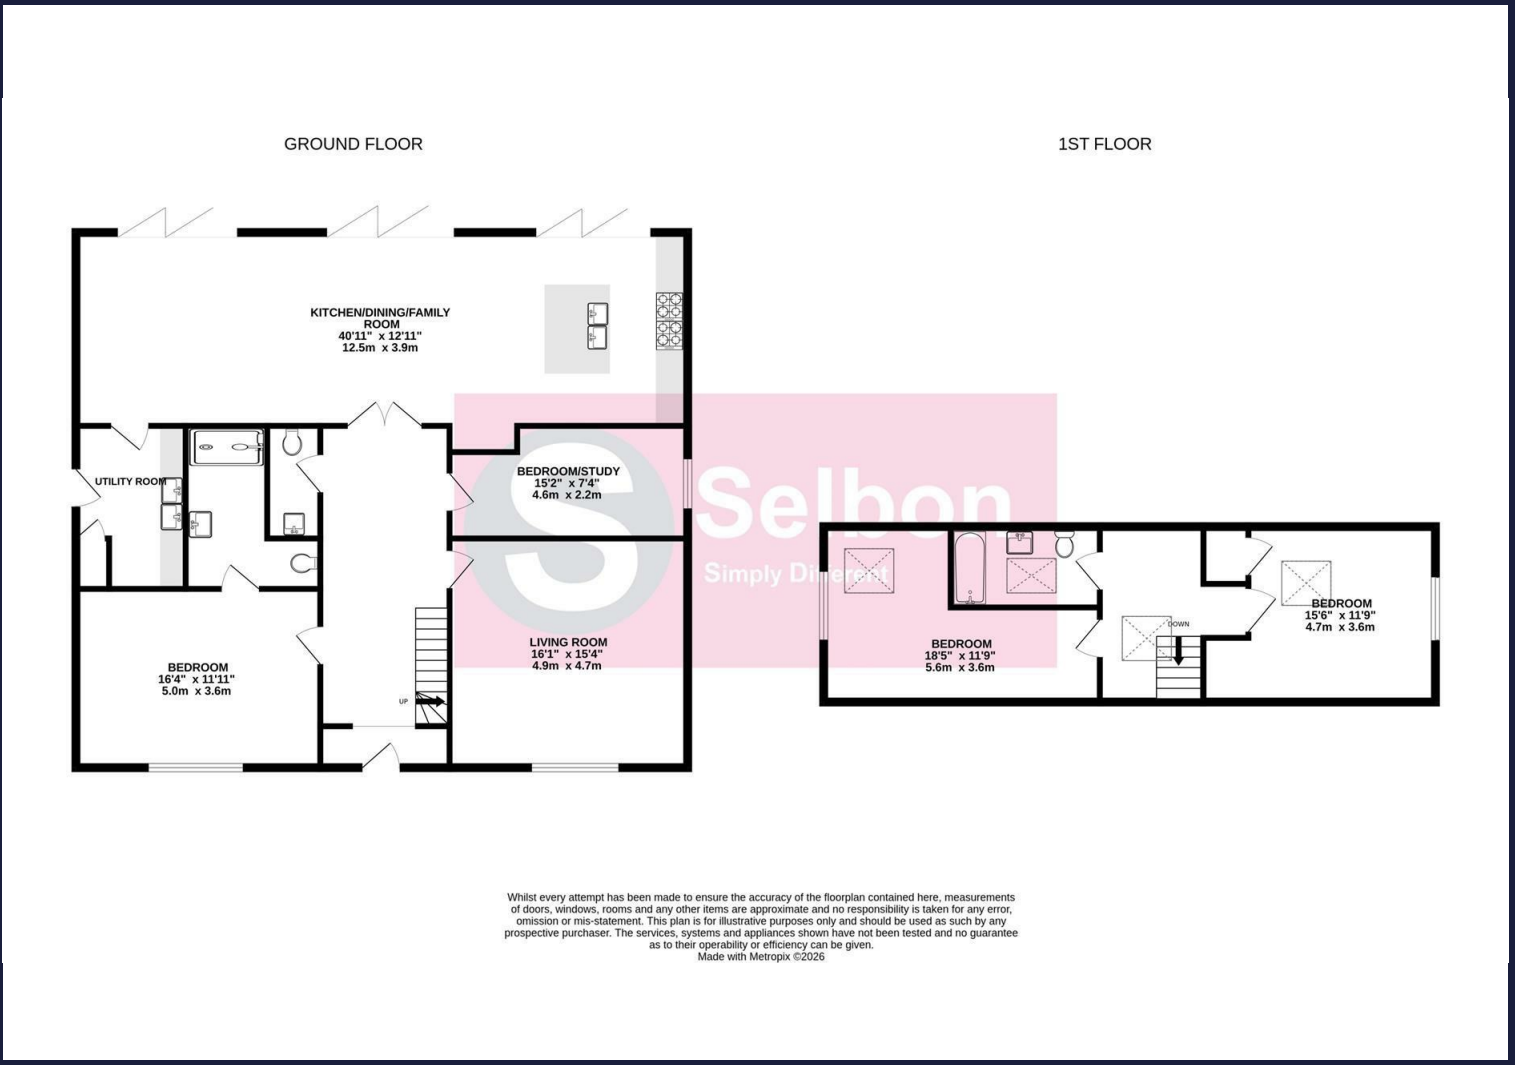 GROUND FLOOR
1ST FLOOR
KITCHEN/DINING/FAMILY
ROOM
40'11" x 12'11"
12.5m x 3.9m
UTILITY ROOM
BEDROOM/STUDY
15'2" x 7'4"
4.6m x 2.2m
Selbon
Simply Different
LIVING ROOM
16'1" x 15'4"
4.9m x 4.7m
BEDROOM
16'4" x 11'11"
5.0m x 3.6m
UP
BEDROOM
18'5" x 11'9"
5.6m x 3.6m
DOWN
BEDROOM
15'6" x 11'9"
4.7m x 3.6m
Whilst every attempt has been made to ensure the accuracy of the floorplan contained here, measurements
of doors, windows, rooms and any other items are approximate and no responsibility is taken for any error,
omission or mis-statement. This plan is for illustrative purposes only and should be used as such by any
prospective purchaser. The services, systems and appliances shown have not been tested and no guarantee
as to their operability or efficiency can be given.
Made with Metropix ©2026